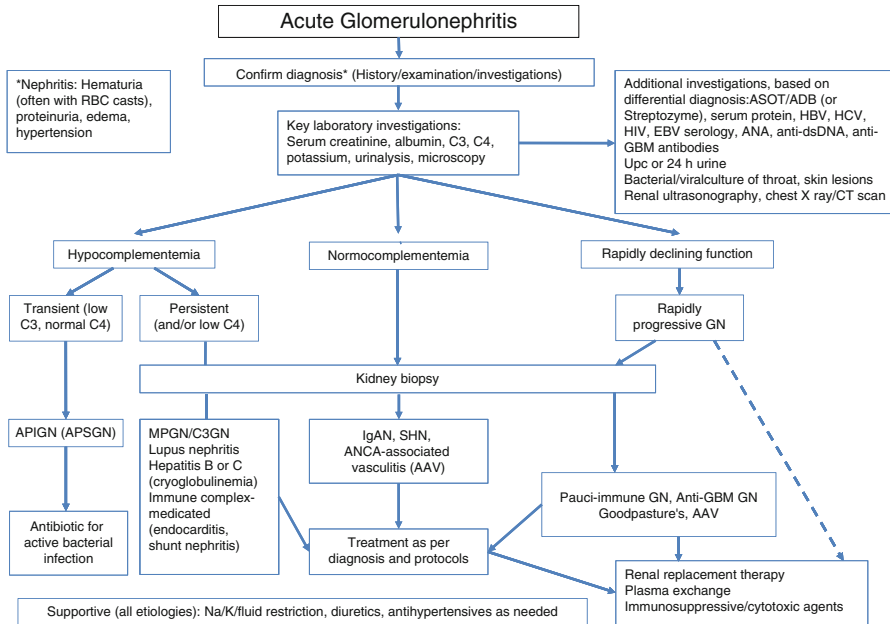 Acute Glomerulonephritis
Confirm diagnosis* (History/examination/investigations)
*Nephritis: Hematuria
(often with RBC casts),
proteinuria, edema,
hypertension
Key laboratory investigations:
Serum creatinine, albumin, C3, C4,
potassium, urinalysis, microscopy
Additional investigations, based on
differential diagnosis:ASOT/ADB (or
Streptozyme), serum protein, HBV, HCV,
HIV, EBV serology, ANA, anti-dsDNA, anti-
GBM antibodies
Upc or 24 h urine
Bacterial/viralculture of throat, skin lesions
Renal ultrasonography, chest X ray/CT scan
Hypocomplementemia
Normocomplementemia
Rapidly declining function
Transient (low
C3, normal C4)
Persistent
(and/or low C4)
Rapidly
progressive GN
Kidney biopsy
APIGN (APSGN)
MPGN/C3GN
Lupus nephritis
Hepatitis B or C
(cryoglobulinemia)
Immune complex-
medicated
(endocarditis,
shunt nephritis)
IgAN, SHN,
ANCA-associated
vasculitis (AAV)
Pauci-immune GN, Anti-GBM GN
Goodpasture's, AAV
Antibiotic for
active bacterial
infection
Treatment as per
diagnosis and protocols
Renal replacement therapy
Plasma exchange
Immunosuppressive/cytotoxic agents
Supportive (all etiologies): Na/K/fluid restriction, diuretics, antihypertensives as needed